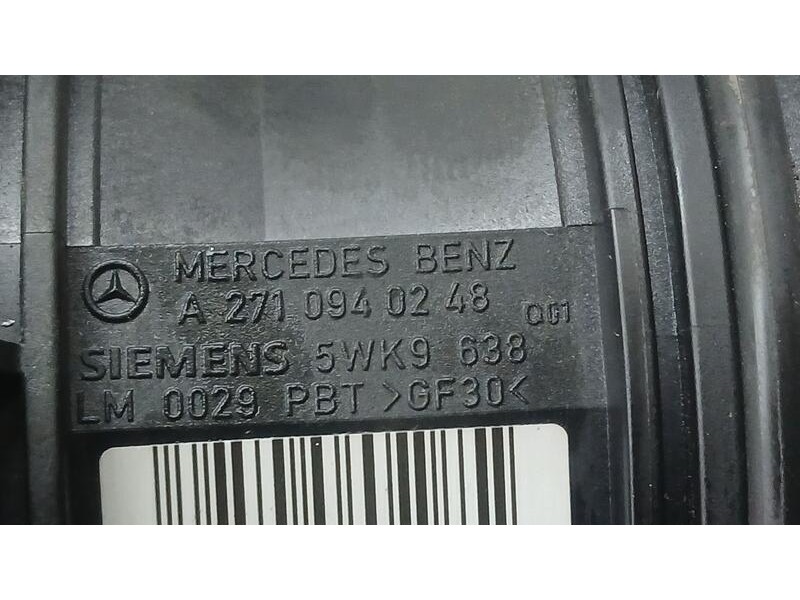 MERCEDES BENZ
A 271 094 02 48 Q01
SIEMENS 5WK9 638
LM 0029 PBT >GF30<